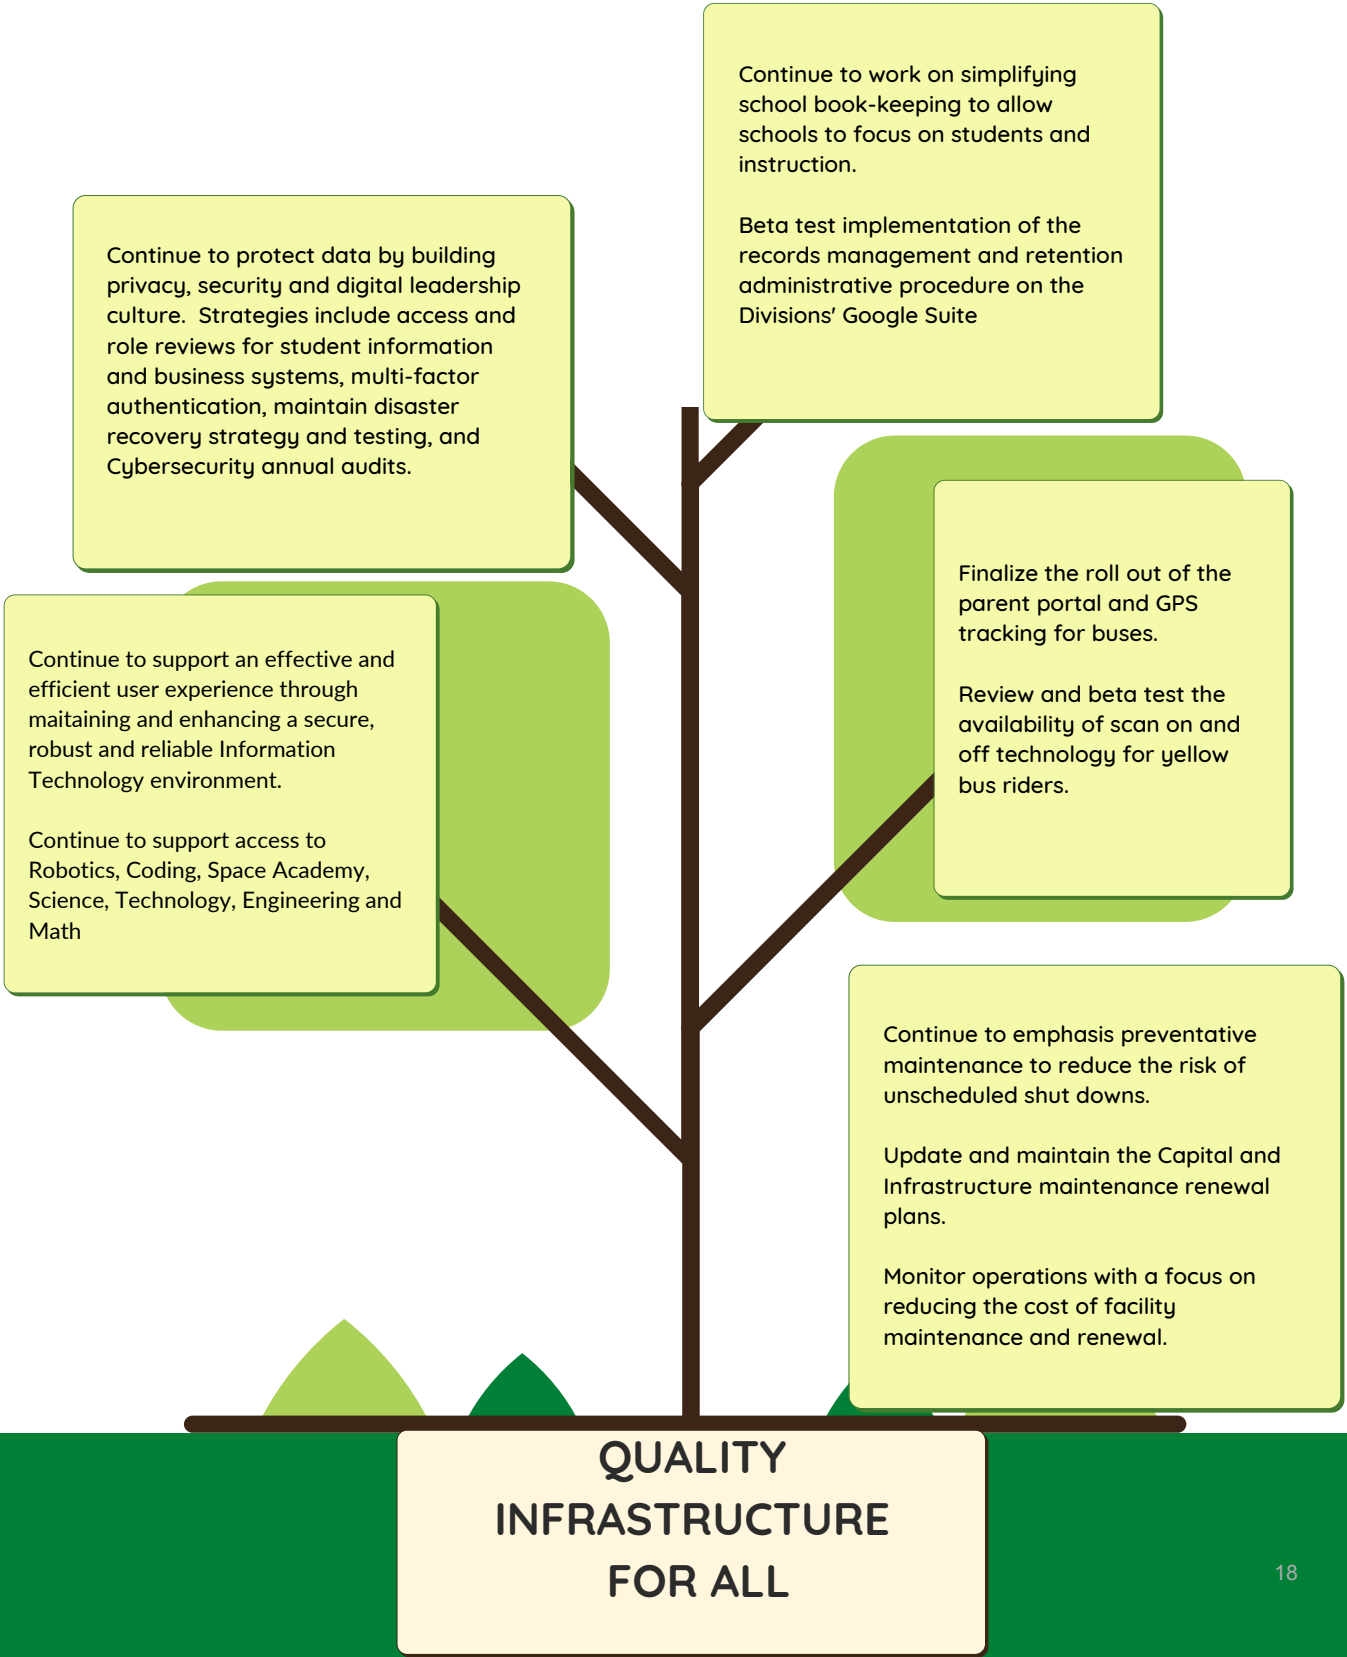 Continue to work on simplifying
school book-keeping to allow
schools to focus on students and
instruction.
Beta test implementation of the
records management and retention
administrative procedure on the
Divisions' Google Suite
Continue to protect data by building
privacy, security and digital leadership
culture.  Strategies include access and
role reviews for student information
and business systems, multi-factor
authentication, maintain disaster
recovery strategy and testing, and
Cybersecurity annual audits.
Finalize the roll out of the
parent portal and GPS
tracking for buses.
Review and beta test the
availability of scan on and
off technology for yellow
bus riders.
Continue to support an effective and
efficient user experience through
maitaining and enhancing a secure,
robust and reliable Information
Technology environment.
Continue to support access to
Robotics, Coding, Space Academy,
Science, Technology, Engineering and
Math
Continue to emphasis preventative
maintenance to reduce the risk of
unscheduled shut downs.
Update and maintain the Capital and
Infrastructure maintenance renewal
plans.
Monitor operations with a focus on
reducing the cost of facility
maintenance and renewal.
QUALITY
INFRASTRUCTURE
FOR ALL
18